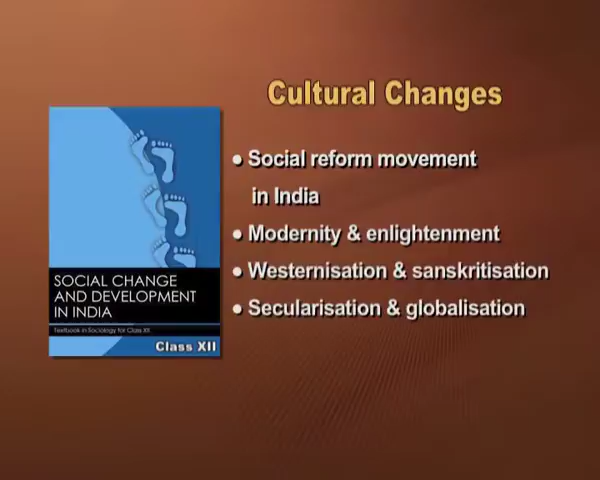 Cultural Changes
● Social reform movement
in India
● Modernity & enlightenment
● Westernisation & sanskritisation
● Secularisation & globalisation
SOCIAL CHANGE
AND DEVELOPMENT
IN INDIA
Textbook in Sociology for Class XII
Class XII